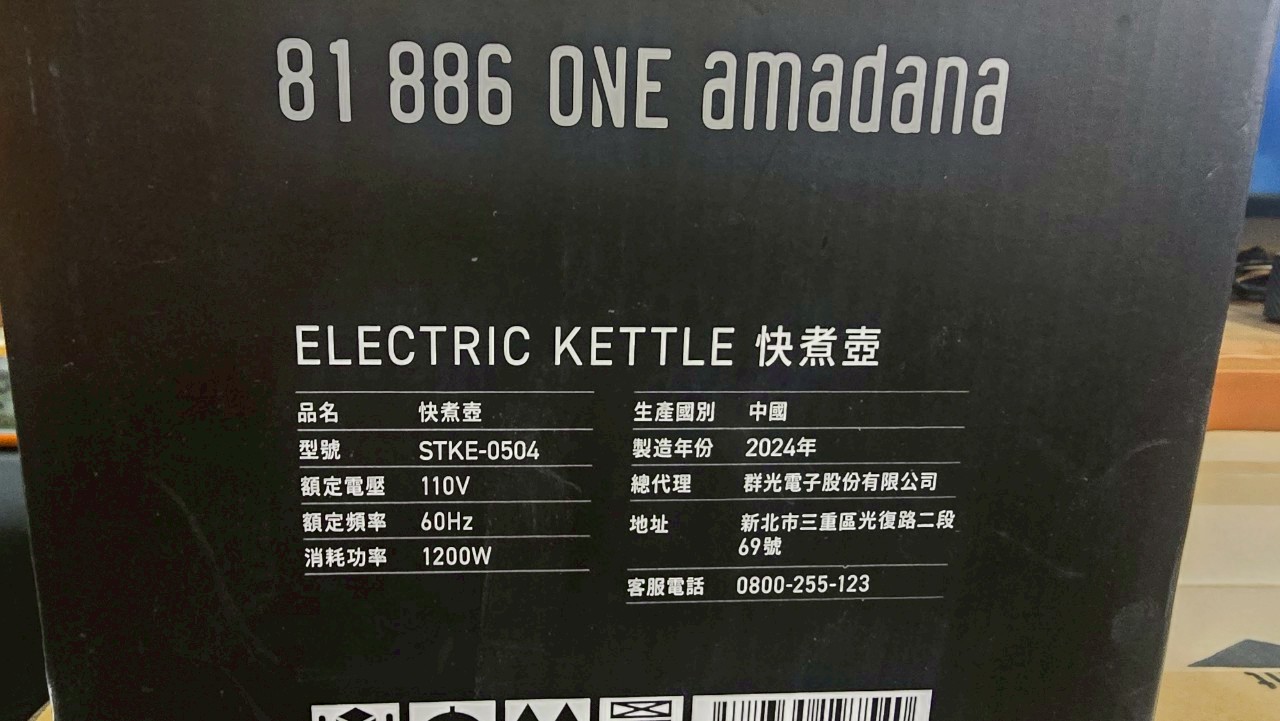 81 886 ONE amadana
ELECTRIC KETTLE 快煮壺
品名 快煮壺
型號 STKE-0504
額定電壓 110V
額定頻率 60Hz
消耗功率 1200W
生產國別 中國
製造年份 2024年
總代理 群光電子股份有限公司
地址 新北市三重區光復路二段
69號
客服電話 0800-255-123